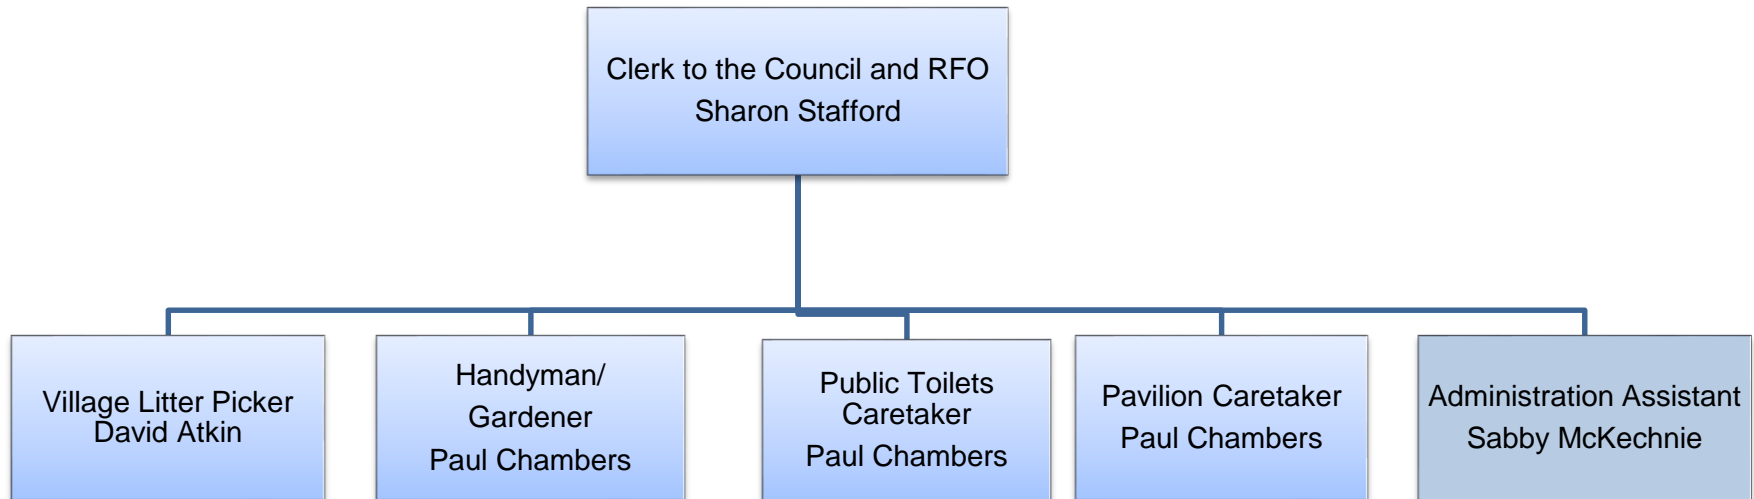 Clerk to the Council and RFO
Sharon Stafford
Village Litter Picker
David Atkin
Handyman/
Gardener
Paul Chambers
Public Toilets
Caretaker
Paul Chambers
Pavilion Caretaker
Paul Chambers
Administration Assistant
Sabby McKechnie